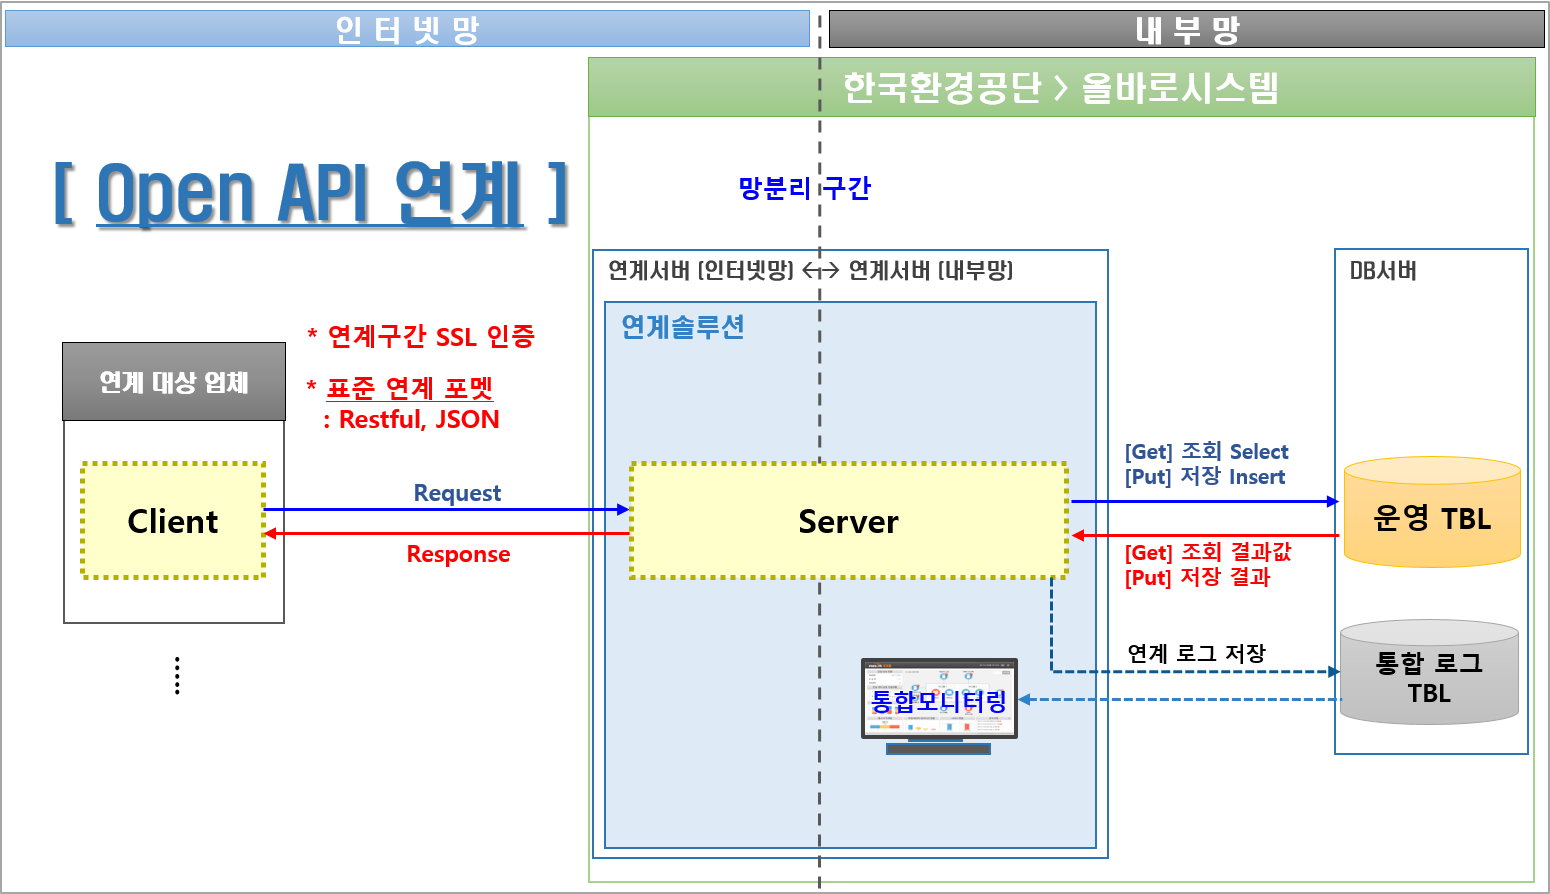 인 터 넷 망
내 부 망
한국환경공단 > 올바로시스템
[ Open API 연계 ]
망분리 구간
연계서버 (인터넷망) ←→ 연계서버 (내부망)
DB서버
연계솔루션
* 연계구간 SSL 인증
* 표준 연계 포멧
: Restful, JSON
연계 대상 업체
Client
Request
Response
Server
[Get] 조회 Select
[Put] 저장 Insert
운영 TBL
[Get] 조회 결과값
[Put] 저장 결과
연계 로그 저장
통합 로그
TBL
통합모니터링